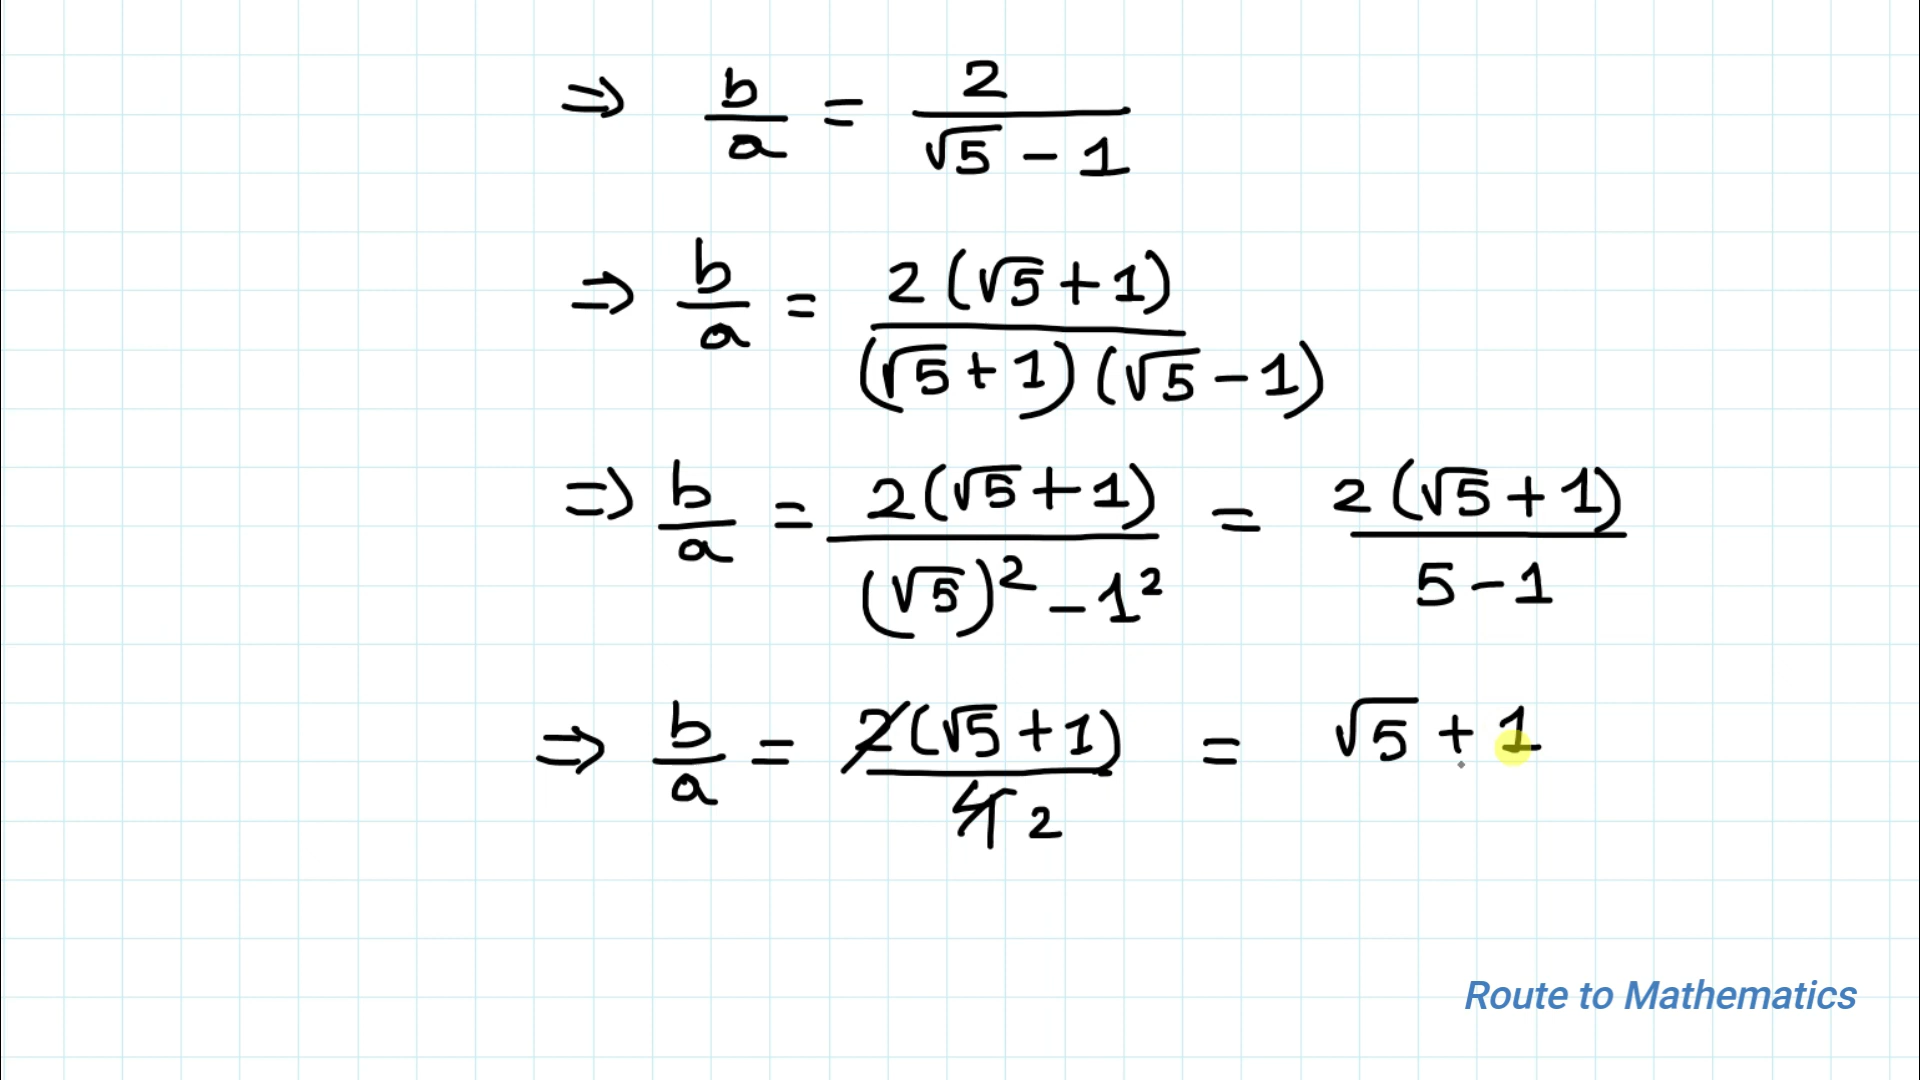 ⇒ b/a = 2/(√5 - 1)
⇒ b/a = 2(√5 + 1)/((√5 + 1)(√5 - 1))
⇒ b/a = 2(√5 + 1)/((√5)² - 1²) = 2(√5 + 1)/(5 - 1)
⇒ b/a = 2(√5 + 1)/4 2 = √5 + 1
Route to Mathematics